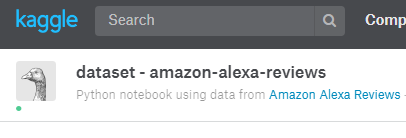 kaggle Search Comp
dataset - amazon-alexa-reviews
Python notebook using data from Amazon Alexa Reviews -